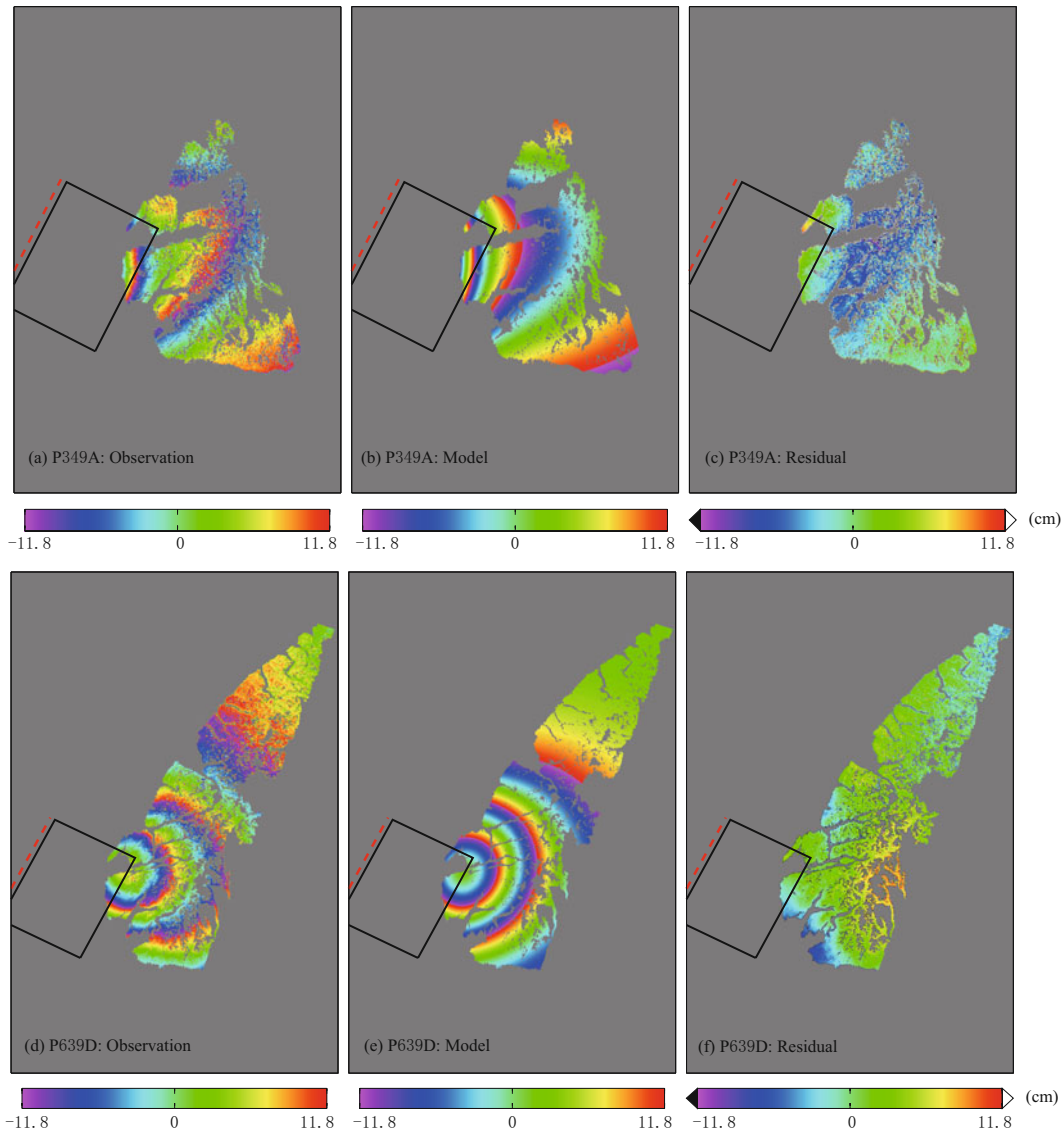 (a) P349A: Observation
(b) P349A: Model
(c) P349A: Residual
-11.8 0 11.8
-11.8 0 11.8
-11.8 0 11.8 (cm)
(d) P639D: Observation
(e) P639D: Model
(f) P639D: Residual
-11.8 0 11.8
-11.8 0 11.8
-11.8 0 11.8 (cm)